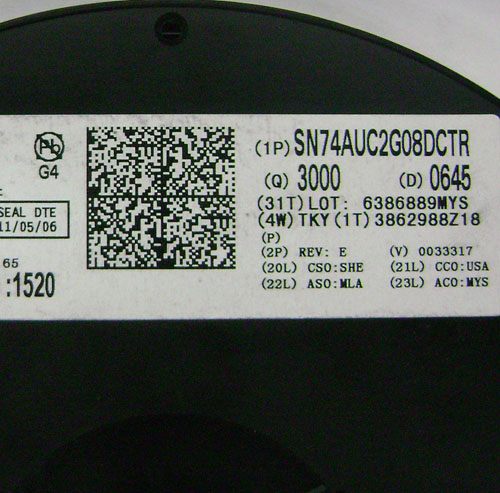 Pb
G4
E
SEAL DTE
11/05/06
65
:1520
(1P) SN74AUC2G08DCTR
(Q) 3000 (D) 0645
(31T) LOT: 6386889MYS
(4W) TKY (1T) 3862988Z18
(P)
(2P) REV: E (V) 0033317
(20L) CSO:SHE (21L) CCO:USA
(22L) ASO:MLA (23L) ACO:MYS